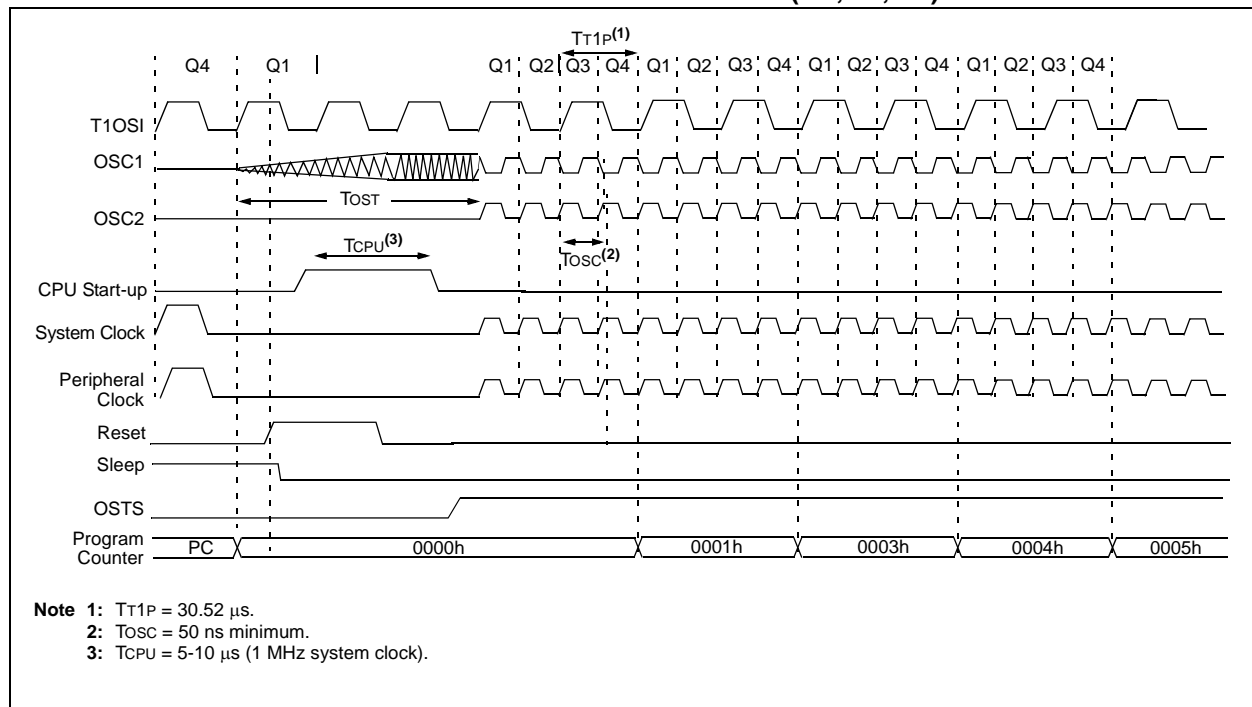 TT1P(1)
Q4 Q1 Q1 Q2 Q3 Q4 Q1 Q2 Q3 Q4 Q1 Q2 Q3 Q4 Q1 Q2 Q3 Q4
T1OSI
OSC1
TOST
OSC2
TOSC(2)
TCPU(3)
CPU Start-up
System Clock
Peripheral
Clock
Reset
Sleep
OSTS
Program
Counter
PC 0000h 0001h 0003h 0004h 0005h
Note 1: TT1P = 30.52 μs.
2: TOSC = 50 ns minimum.
3: TCPU = 5-10 μs (1 MHz system clock).